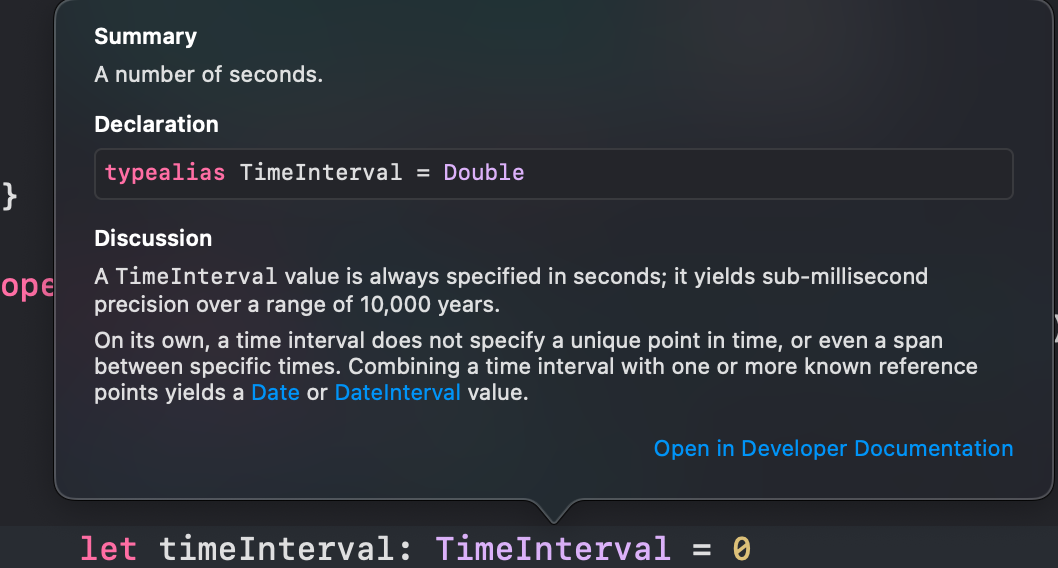 Summary
A number of seconds.
Declaration
typealias TimeInterval = Double
}
Discussion
ope
A TimeInterval value is always specified in seconds; it yields sub-millisecond
precision over a range of 10,000 years.
On its own, a time interval does not specify a unique point in time, or even a span
between specific times. Combining a time interval with one or more known reference
points yields a Date or DateInterval value.
Open in Developer Documentation
let timeInterval: TimeInterval = 0